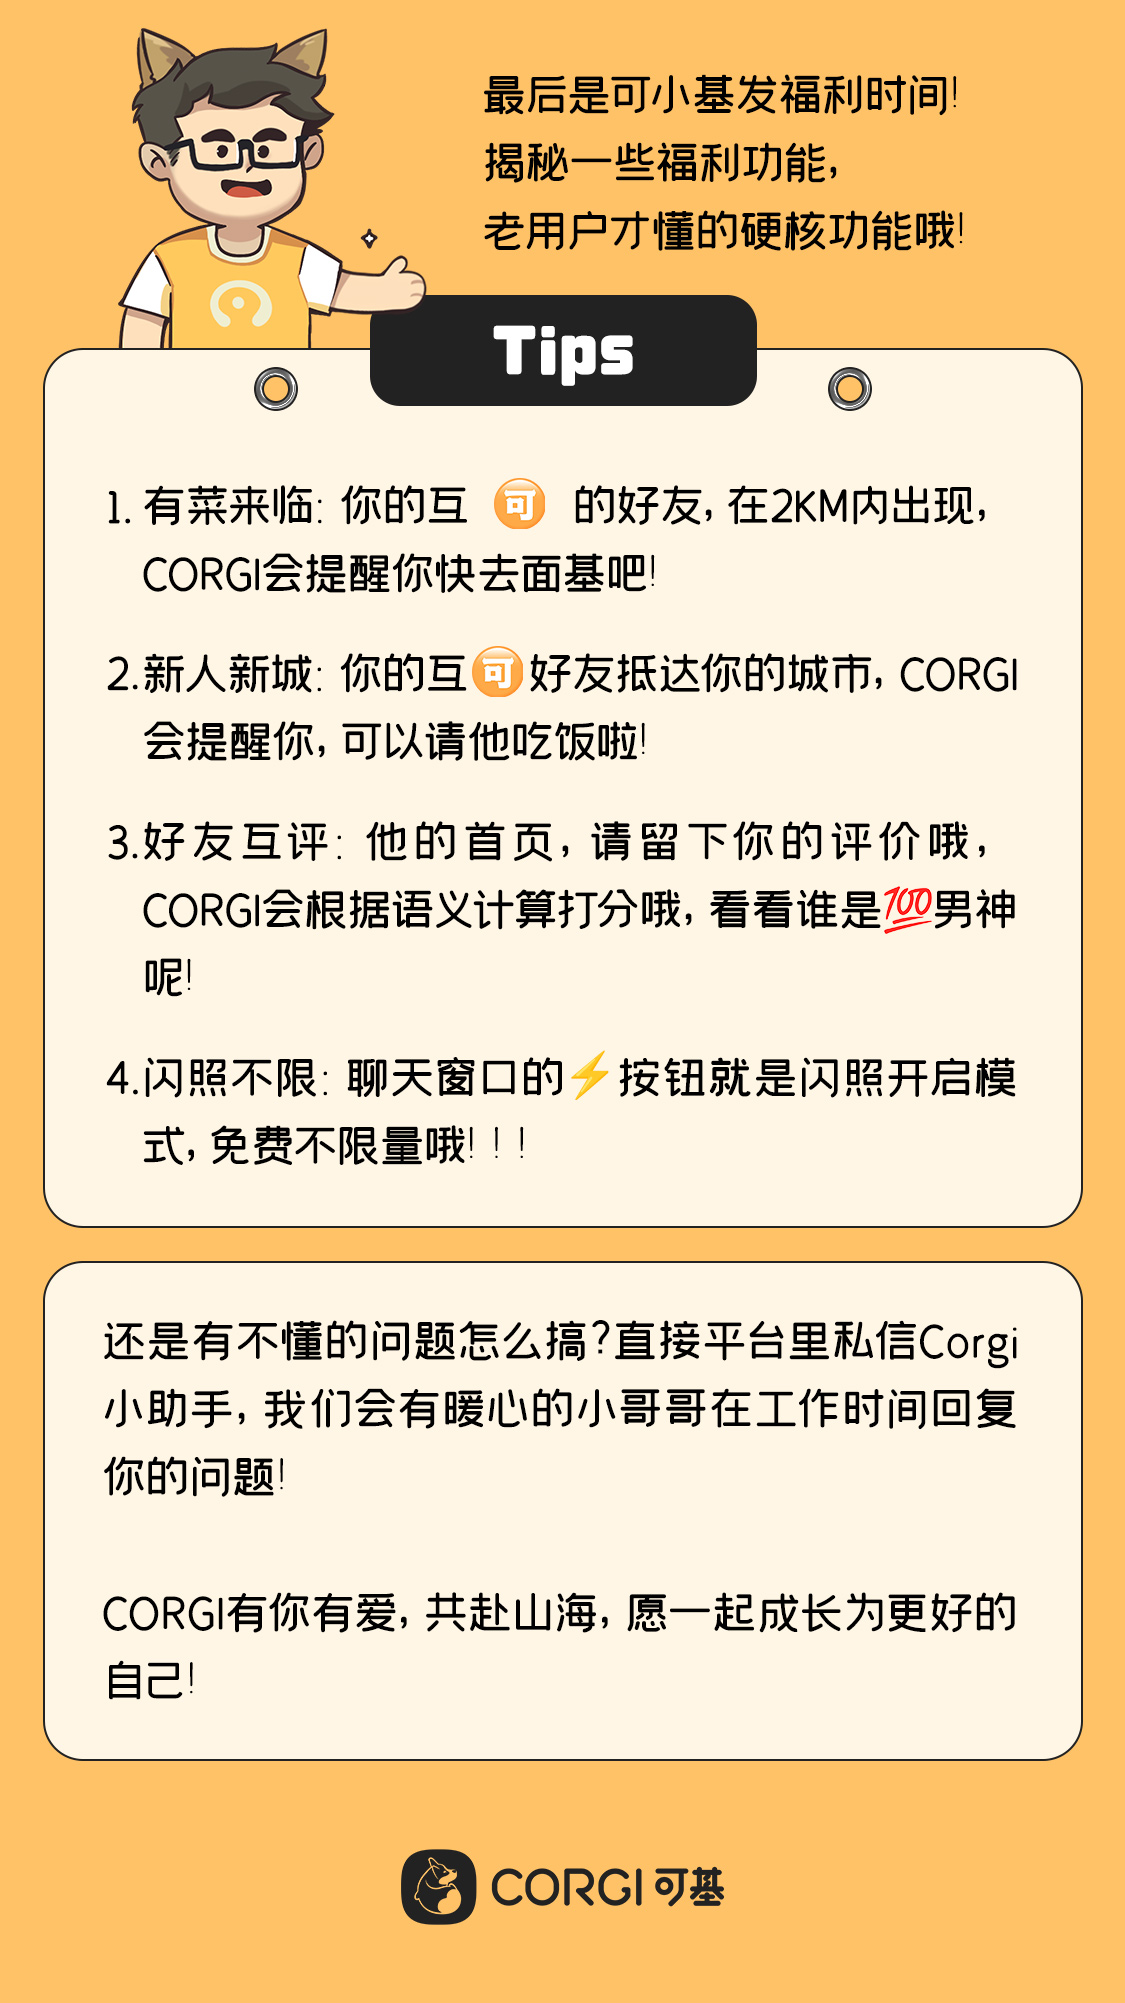 最后是可小基发福利时间!
揭秘一些福利功能,
老用户才懂的硬核功能哦!
Tips
1. 有菜来临: 你的互 可 的好友, 在2KM内出现,
CORGI会提醒你快去面基吧!
2.新人新城: 你的互可好友抵达你的城市, CORGI
会提醒你, 可以请他吃饭啦!
3.好友互评: 他的首页, 请留下你的评价哦,
CORGI会根据语义计算打分哦, 看看谁是💯男神
呢!
4.闪照不限: 聊天窗口的⚡按钮就是闪照开启模
式, 免费不限量哦! ! !
还是有不懂的问题怎么搞?直接平台里私信Corgi
小助手, 我们会有暖心的小哥哥在工作时间回复
你的问题!
CORGI有你有爱, 共赴山海, 愿一起成长为更好的
自己!
CORGI 可基